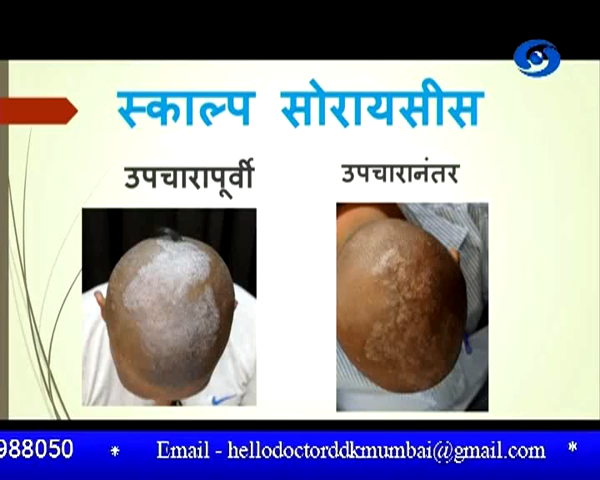 स्काल्प सोरायसीस
उपचारापूर्वी
उपचारानंतर
988050 * Email - hellodoctorddkmumbai@gmail.com *